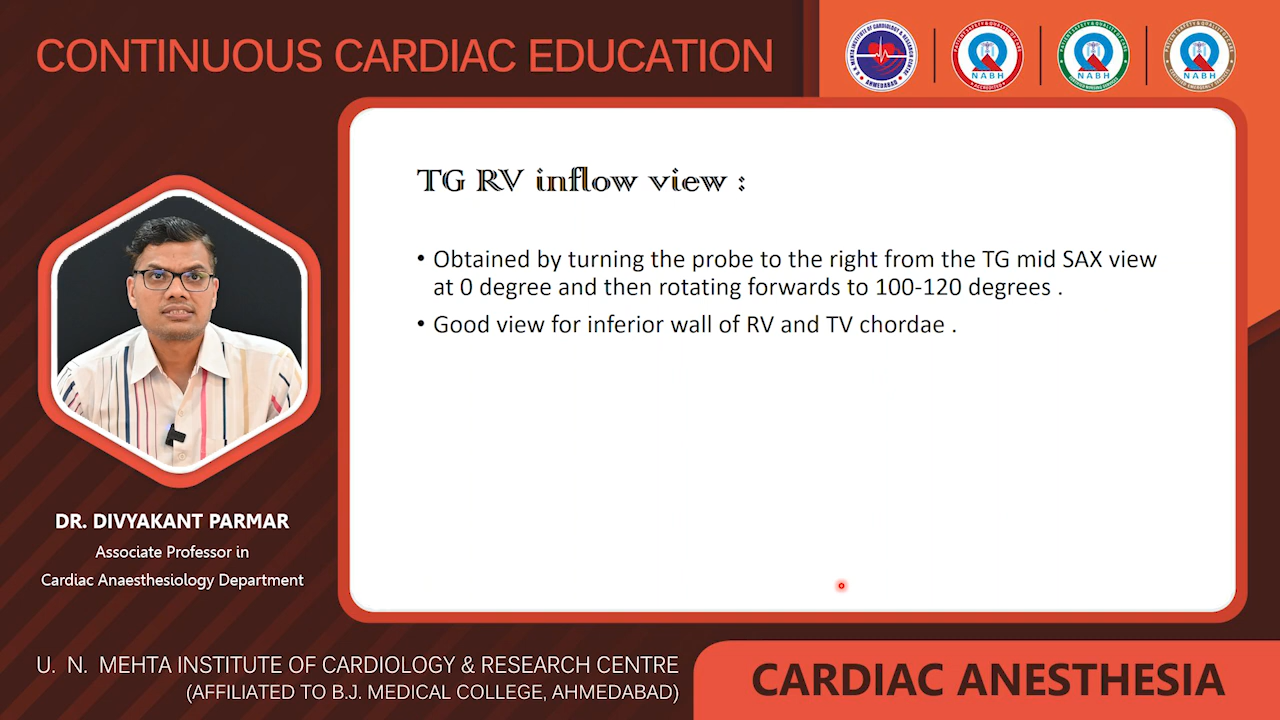 CONTINUOUS CARDIAC EDUCATION
NABH
NABH
NABH
TG RV inflow view :
• Obtained by turning the probe to the right from the TG mid SAX view
at 0 degree and then rotating forwards to 100-120 degrees .
• Good view for inferior wall of RV and TV chordae .
DR. DIVYAKANT PARMAR
Associate Professor in
Cardiac Anaesthesiology Department
U. N. MEHTA INSTITUTE OF CARDIOLOGY & RESEARCH CENTRE
(AFFILIATED TO B.J. MEDICAL COLLEGE, AHMEDABAD)
CARDIAC ANESTHESIA